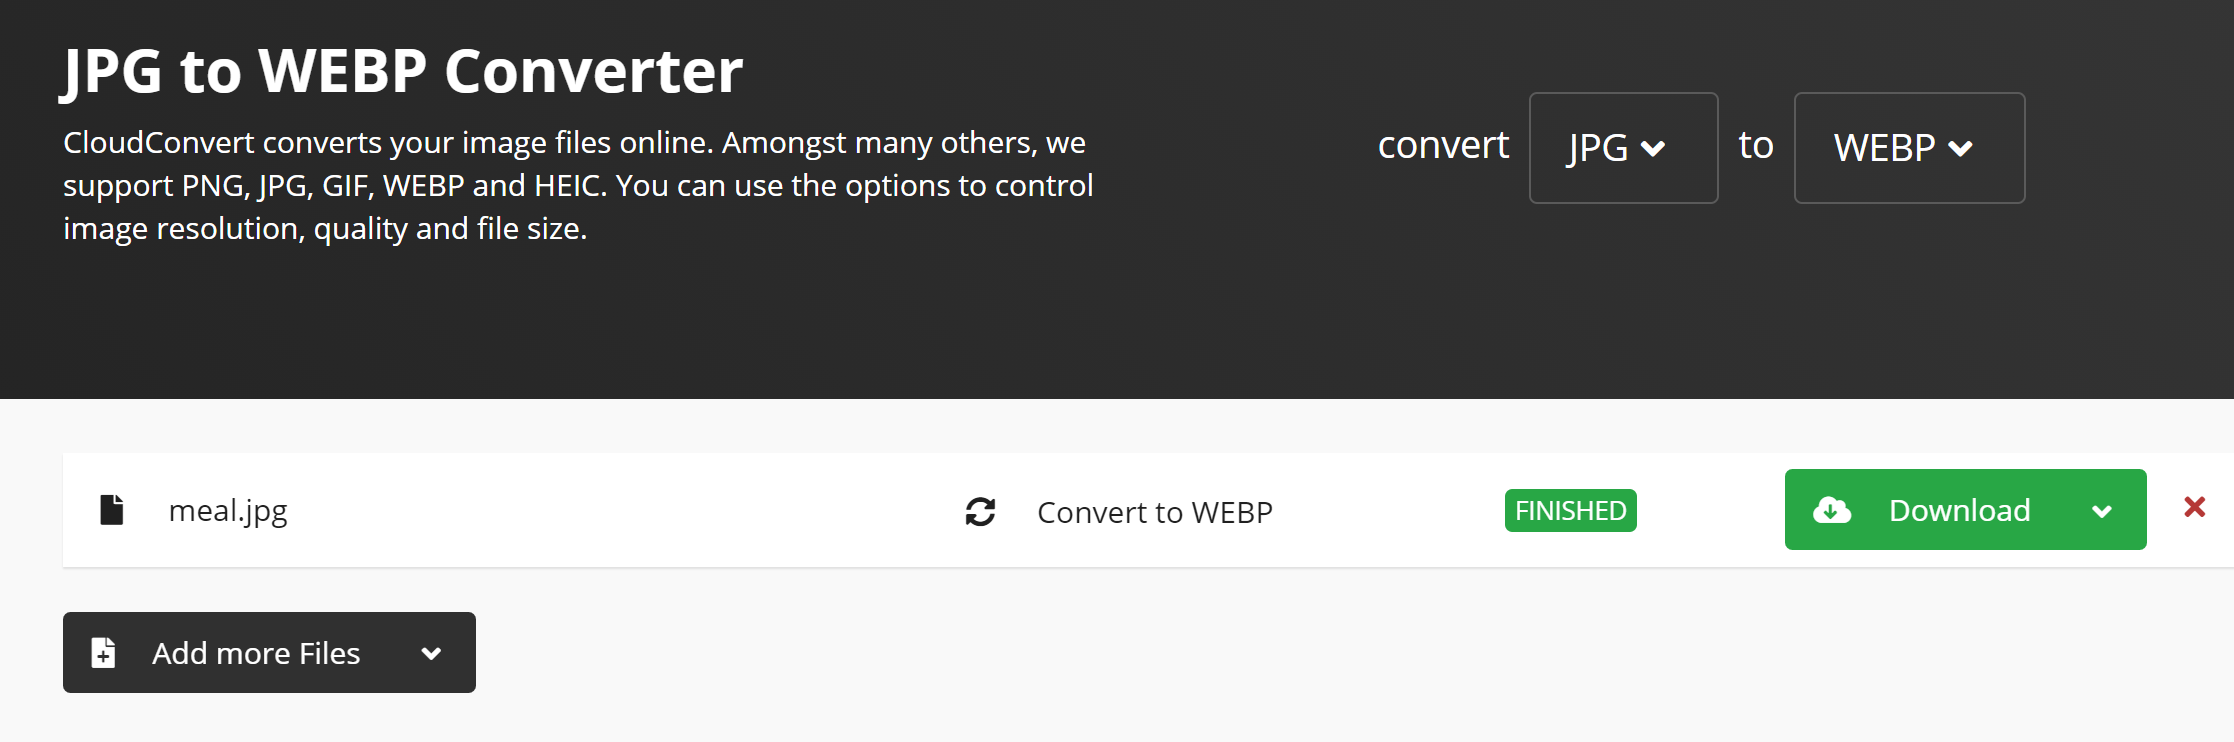 JPG to WEBP Converter
CloudConvert converts your image files online. Amongst many others, we
support PNG, JPG, GIF, WEBP and HEIC. You can use the options to control
image resolution, quality and file size.
convert JPG to WEBP
meal.jpg Convert to WEBP FINISHED Download
Add more Files